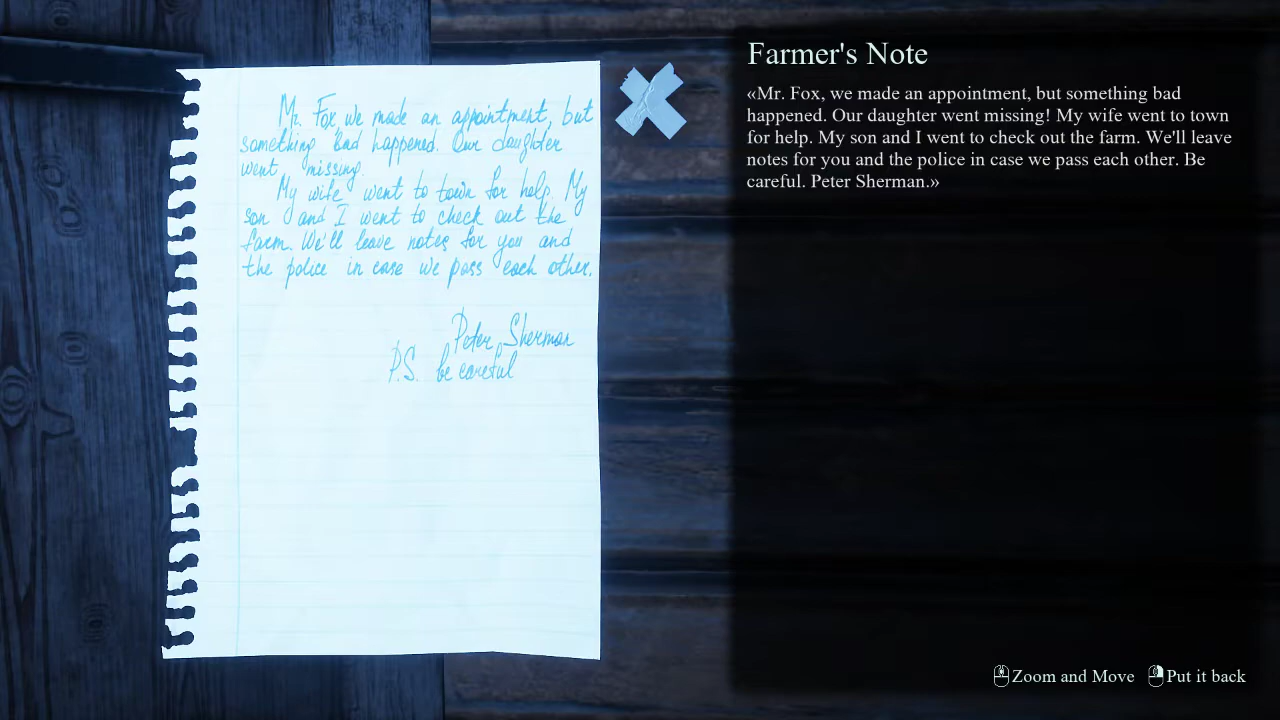 Mr. Fox we made an appointment, but
something bad happened. Our daughter
went missing.
My wife went to town for help. My
son and I went to check out the
farm. We'll leave notes for you and
the police in case we pass each other.
Peter Sherman
P.S. be careful
Farmer's Note
«Mr. Fox, we made an appointment, but something bad
happened. Our daughter went missing! My wife went to town
for help. My son and I went to check out the farm. We'll leave
notes for you and the police in case we pass each other. Be
careful. Peter Sherman.»
Zoom and Move Put it back